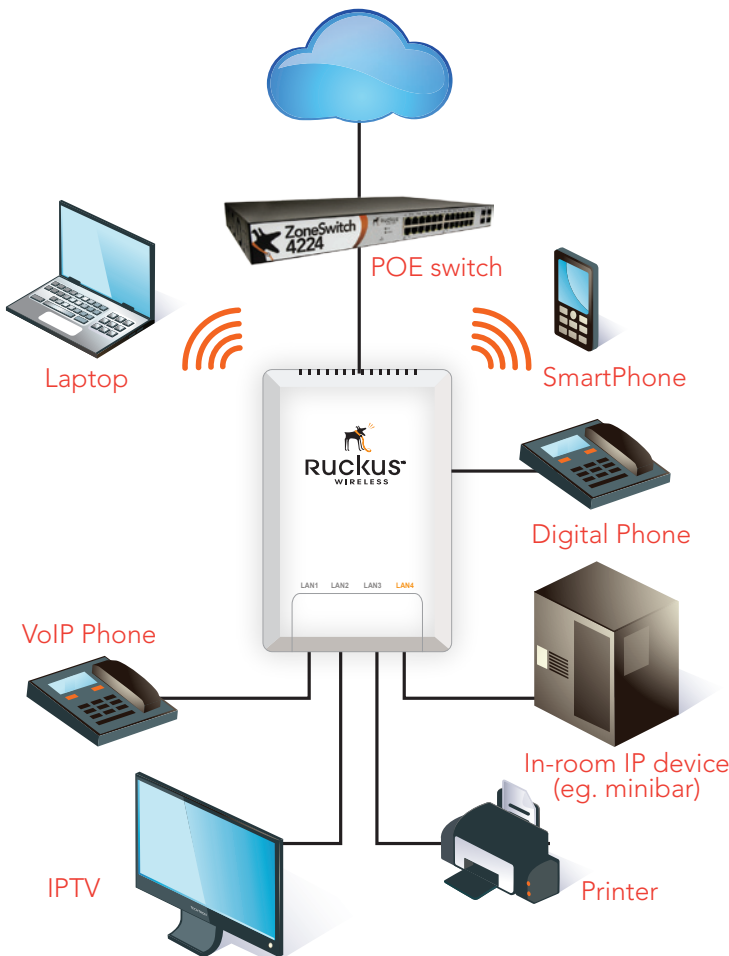 ZoneSwitch
4224
Ruckus
POE switch
Laptop
SmartPhone
Ruckus
WIRELESS
Digital Phone
LAN1 LAN2 LAN3 LAN4
VoIP Phone
In-room IP device
(eg. minibar)
IPTV
Printer